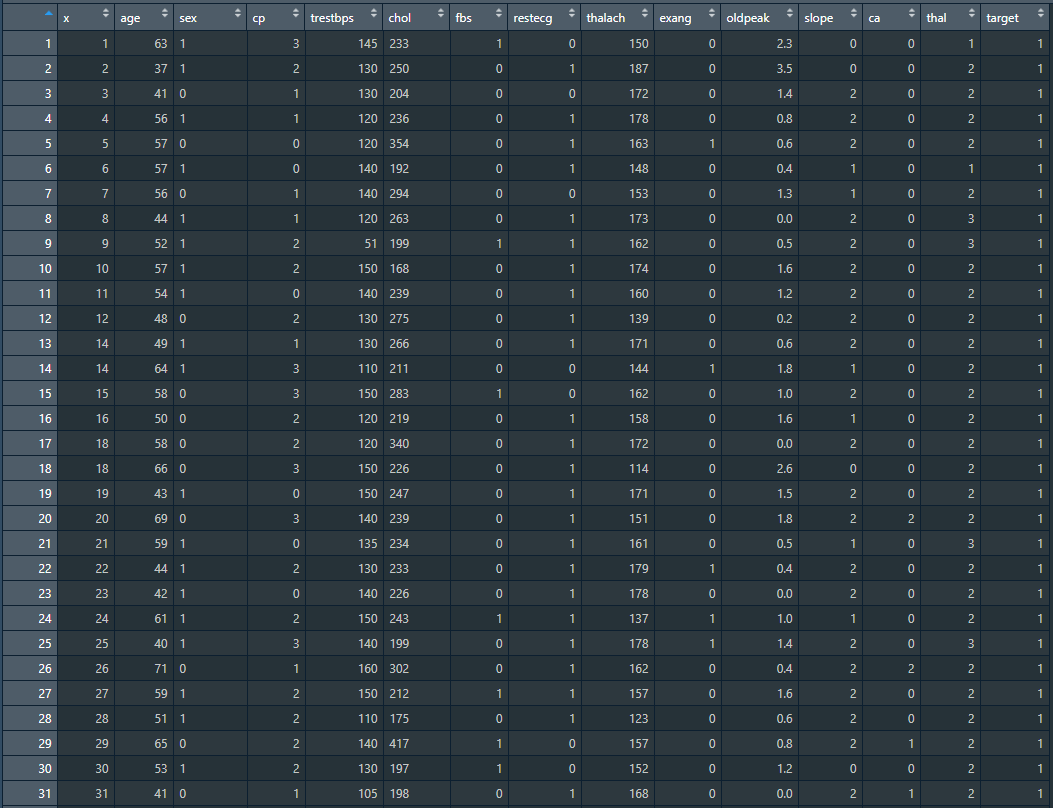 x age sex cp trestbps chol fbs restecg thalach exang oldpeak slope ca thal target
1 1 63 1 3 145 233 1 0 150 0 2.3 0 0 1 1
2 2 37 1 2 130 250 0 1 187 0 3.5 0 0 2 1
3 3 41 0 1 130 204 0 0 172 0 1.4 2 0 2 1
4 4 56 1 1 120 236 0 1 178 0 0.8 2 0 2 1
5 5 57 0 0 120 354 0 1 163 1 0.6 2 0 2 1
6 6 57 1 0 140 192 0 1 148 0 0.4 1 0 1 1
7 7 56 0 1 140 294 0 0 153 0 1.3 1 0 2 1
8 8 44 1 1 120 263 0 1 173 0 0.0 2 0 3 1
9 9 52 1 2 51 199 1 1 162 0 0.5 2 0 3 1
10 10 57 1 2 150 168 0 1 174 0 1.6 2 0 2 1
11 11 54 1 0 140 239 0 1 160 0 1.2 2 0 2 1
12 12 48 0 2 130 275 0 1 139 0 0.2 2 0 2 1
13 14 49 1 1 130 266 0 1 171 0 0.6 2 0 2 1
14 14 64 1 3 110 211 0 0 144 1 1.8 1 0 2 1
15 15 58 0 3 150 283 1 0 162 0 1.0 2 0 2 1
16 16 50 0 2 120 219 0 1 158 0 1.6 1 0 2 1
17 18 58 0 2 120 340 0 1 172 0 0.0 2 0 2 1
18 18 66 0 3 150 226 0 1 114 0 2.6 0 0 2 1
19 19 43 1 0 150 247 0 1 171 0 1.5 2 0 2 1
20 20 69 0 3 140 239 0 1 151 0 1.8 2 2 2 1
21 21 59 1 0 135 234 0 1 161 0 0.5 1 0 3 1
22 22 44 1 2 130 233 0 1 179 1 0.4 2 0 2 1
23 23 42 1 0 140 226 0 1 178 0 0.0 2 0 2 1
24 24 61 1 2 150 243 1 1 137 1 1.0 1 0 2 1
25 25 40 1 3 140 199 0 1 178 1 1.4 2 0 3 1
26 26 71 0 1 160 302 0 1 162 0 0.4 2 2 2 1
27 27 59 1 2 150 212 1 1 157 0 1.6 2 0 2 1
28 28 51 1 2 110 175 0 1 123 0 0.6 2 0 2 1
29 29 65 0 2 140 417 1 0 157 0 0.8 2 1 2 1
30 30 53 1 2 130 197 1 0 152 0 1.2 0 0 2 1
31 31 41 0 1 105 198 0 1 168 0 0.0 2 1 2 1